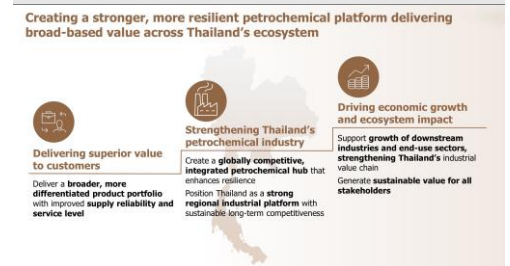 Creating a stronger, more resilient petrochemical platform delivering
broad-based value across Thailand's ecosystem
Delivering superior value
to customers
Deliver a broader, more
differentiated product portfolio
with improved supply reliability and
service level
Strengthening Thailand's
petrochemical industry
Create a globally competitive,
integrated petrochemical hub that
enhances resilience
Position Thailand as a strong
regional industrial platform with
sustainable long-term competitiveness
Driving economic growth
and ecosystem impact
Support growth of downstream
industries and end-use sectors,
strengthening Thailand's industrial
value chain
Generate sustainable value for all
stakeholders